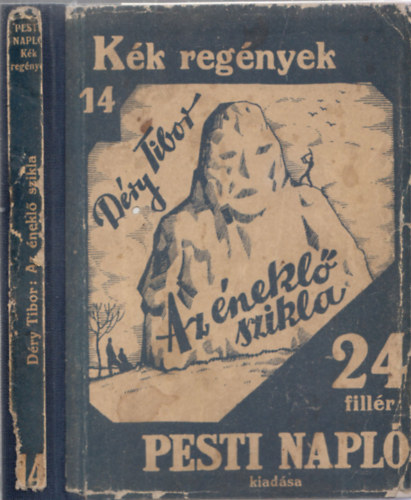 PESTI
NAPLÓ
Kék
regénye
Déry Tibor: Az éneklő szikla
14
Kék regények
14
Déry Tibor
Az éneklő
szikla
24
fillér
PESTI NAPLÓ
kiadása